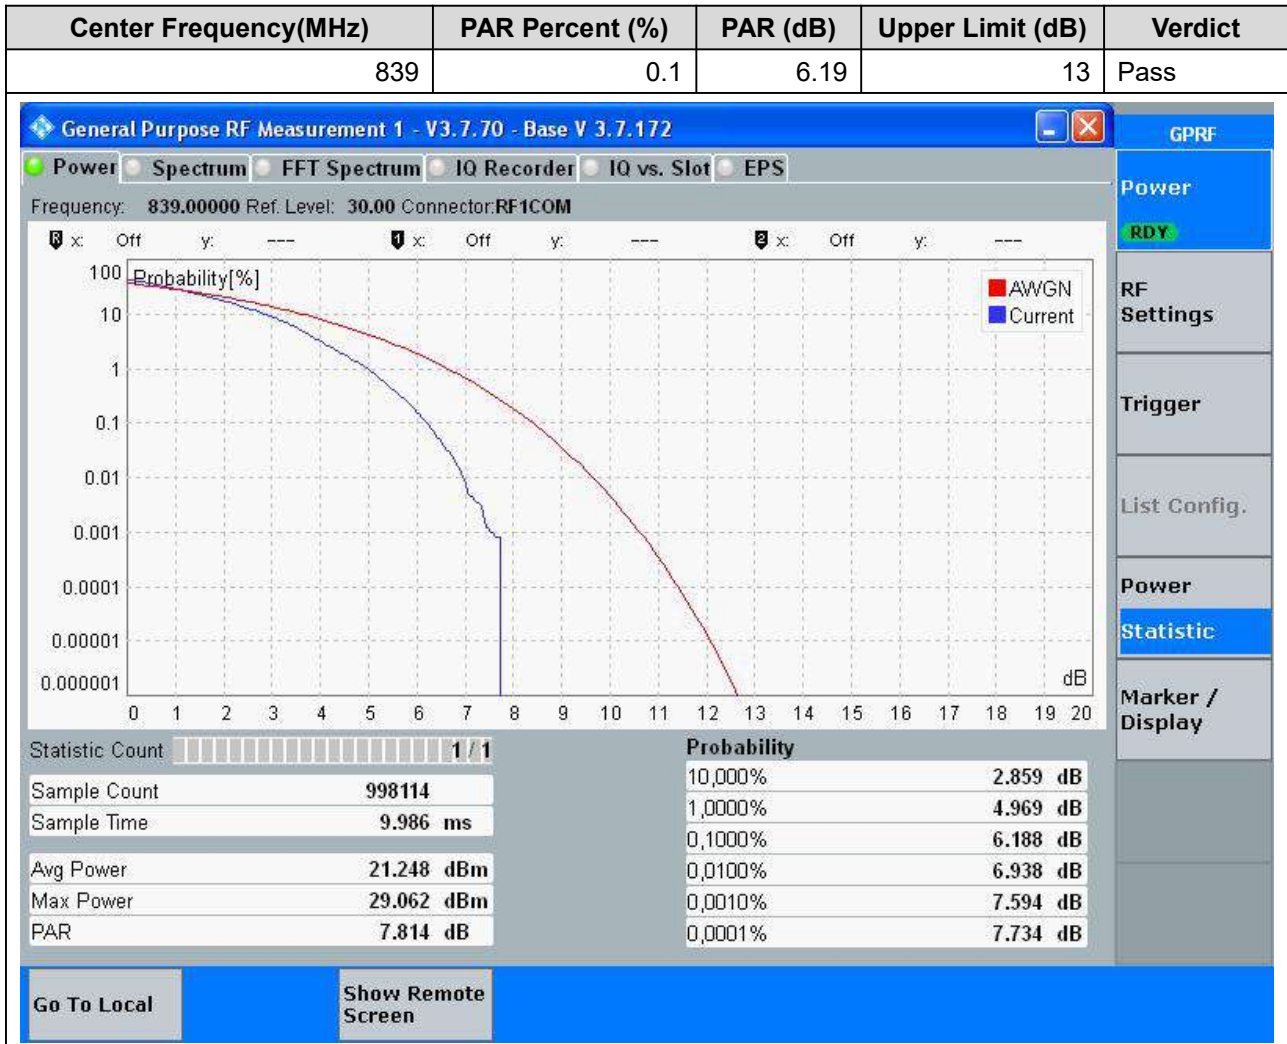 Center Frequency(MHz) PAR Percent (%) PAR (dB) Upper Limit (dB) Verdict
839 0.1 6.19 13 Pass
General Purpose RF Measurement 1 - V3.7.70 - Base V 3.7.172
GPRF
Power Spectrum FFT Spectrum IQ Recorder IQ vs. Slot EPS
Frequency: 839.00000 Ref. Level: 30.00 Connector:RF1COM
R x: Off y: --- 1 x: Off y: --- 2 x: Off y: ---
Probability[%]
AWGN
Current
100
10
1
0.1
0.01
0.001
0.0001
0.00001
0.000001
dB
0 1 2 3 4 5 6 7 8 9 10 11 12 13 14 15 16 17 18 19 20
Statistic Count 1 / 1
Sample Count 998114
Sample Time 9.986 ms
Avg Power 21.248 dBm
Max Power 29.062 dBm
PAR 7.814 dB
Probability
10,000% 2.859 dB
1,0000% 4.969 dB
0,1000% 6.188 dB
0,0100% 6.938 dB
0,0010% 7.594 dB
0,0001% 7.734 dB
Power
RDY
RF
Settings
Trigger
List Config.
Power
Statistic
Marker /
Display
Go To Local
Show Remote
Screen